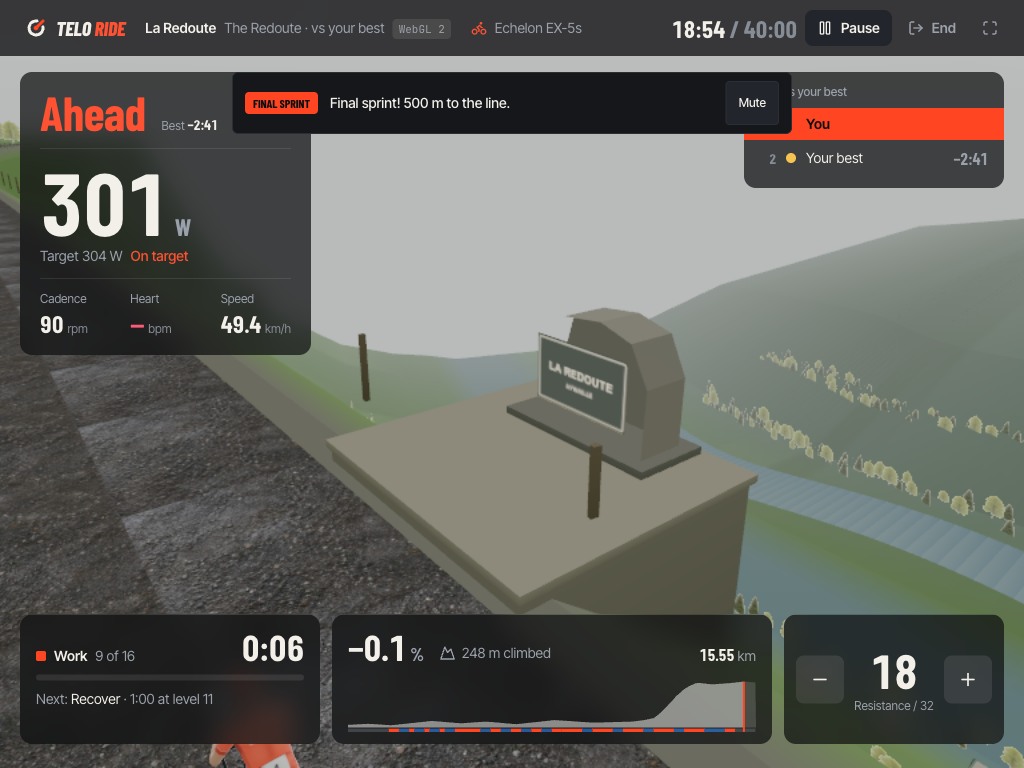 TELO RIDE La Redoute The Redoute · vs your best WebGL 2 Echelon EX-5s 18:54 / 40:00 Pause End
FINAL SPRINT Final sprint! 500 m to the line. Mute
s your best
Ahead Best −2:41
You
2 Your best −2:41
301 W
Target 304 W On target
Cadence Heart Speed
90 rpm – bpm 49.4 km/h
LA REDOUTE
Work 9 of 16 0:06
Next: Recover · 1:00 at level 11
−0.1 % 248 m climbed 15.55 km
− 18 +
Resistance / 32